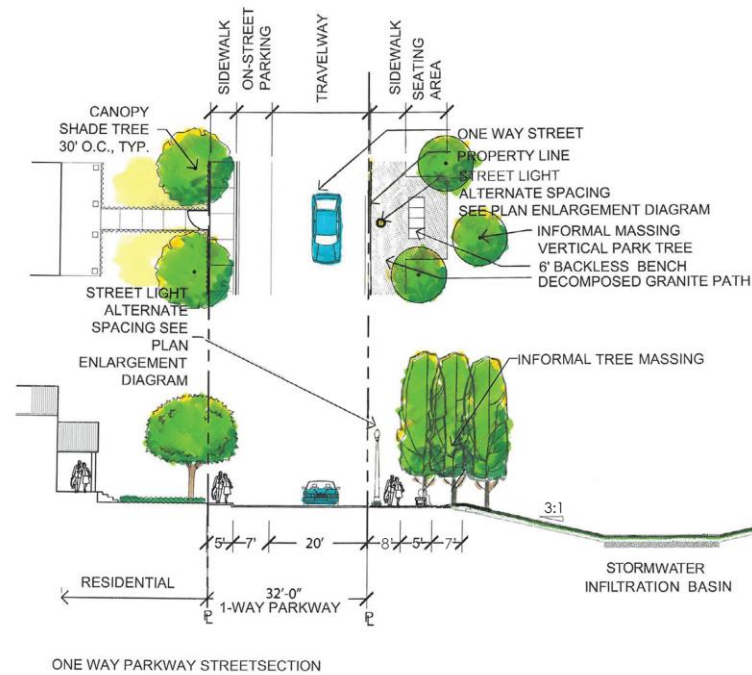 SIDEWALK
ON-STREET
PARKING
TRAVELWAY
SIDEWALK
SEATING
AREA
CANOPY
SHADE TREE
30' O.C., TYP.
ONE WAY STREET
PROPERTY LINE
STREET LIGHT
ALTERNATE SPACING
SEE PLAN ENLARGEMENT DIAGRAM
INFORMAL MASSING
VERTICAL PARK TREE
6' BACKLESS BENCH
DECOMPOSED GRANITE PATH
STREET LIGHT
ALTERNATE
SPACING SEE
PLAN
ENLARGEMENT
DIAGRAM
INFORMAL TREE MASSING
3:1
5' 7' 20' 8' 5' 7'
RESIDENTIAL
32'-0"
1-WAY PARKWAY
STORMWATER
INFILTRATION BASIN
PL PL
ONE WAY PARKWAY STREETSECTION